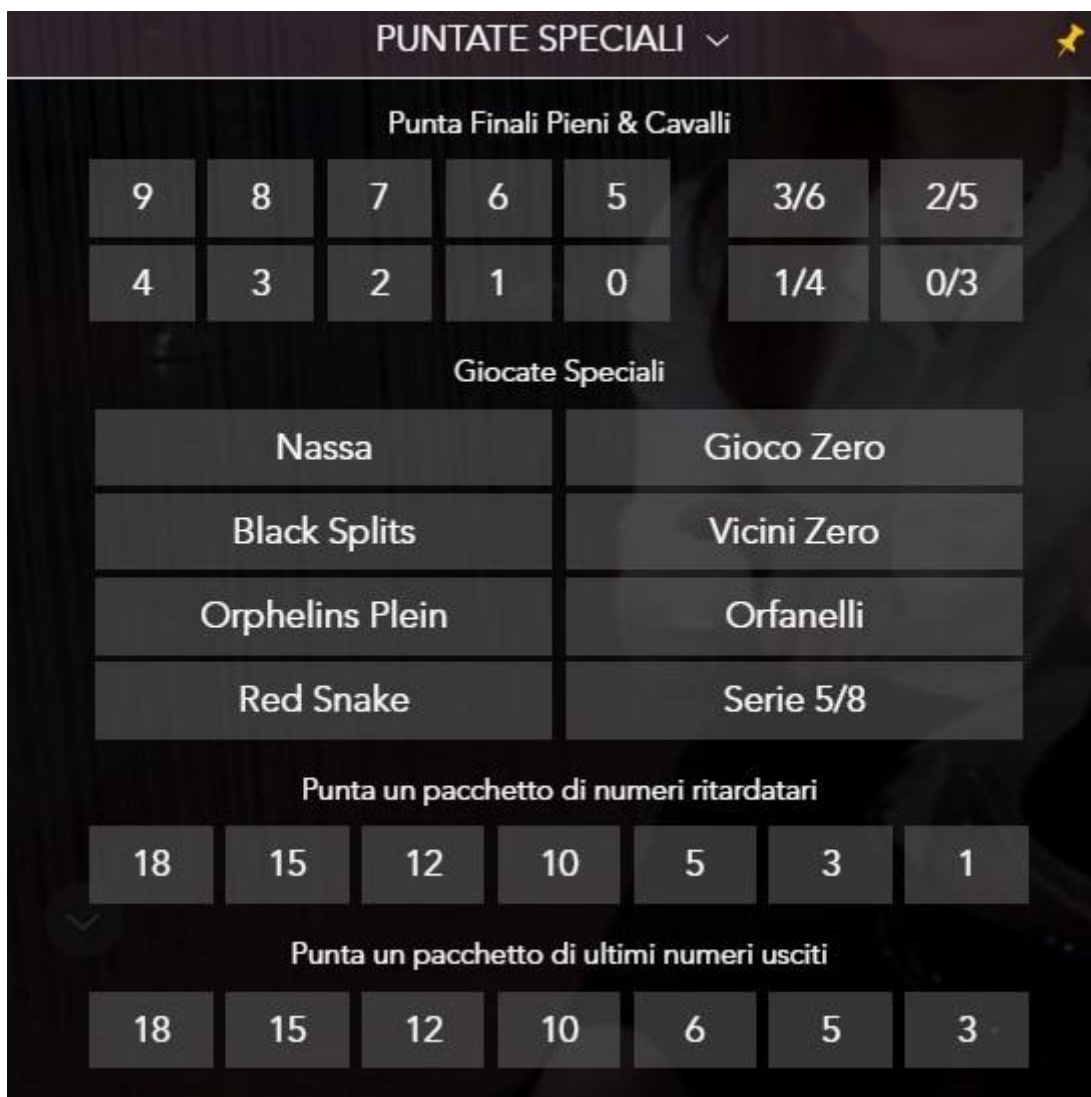 PUNTATE SPECIALI
Punta Finali Pieni & Cavalli
9 8 7 6 5 3/6 2/5
4 3 2 1 0 1/4 0/3
Giocate Speciali
Nassa Gioco Zero
Black Splits Vicini Zero
Orphelins Plein Orfanelli
Red Snake Serie 5/8
Punta un pacchetto di numeri ritardatari
18 15 12 10 5 3 1
Punta un pacchetto di ultimi numeri usciti
18 15 12 10 6 5 3